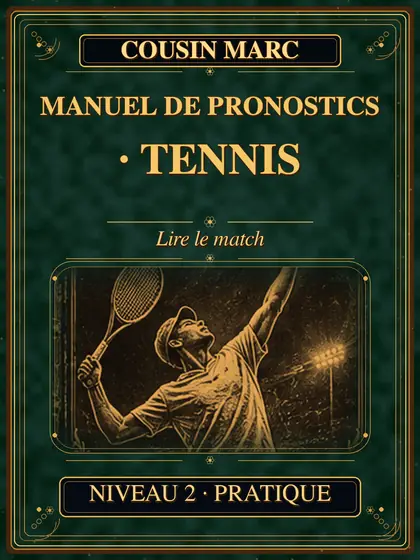 COUSIN MARC
MANUEL DE PRONOSTICS
· TENNIS
Lire le match
NIVEAU 2 · PRATIQUE